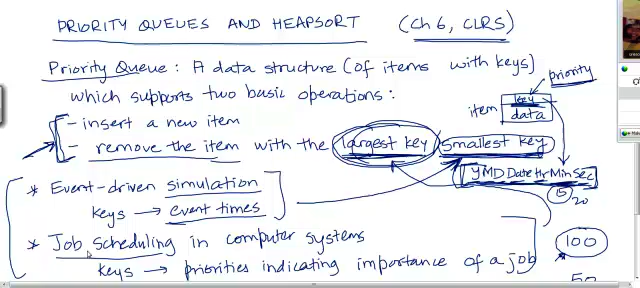 PRIORITY QUEUES AND HEAPSORT (Ch 6, CLRS)
Priority Queue : A data structure (of items with keys)
which supports two basic operations :
priority
item
key
data
- insert a new item
- remove the item with the largest key / smallest key
YMD Date Hr Min Sec
15 20
* Event-driven simulation
keys → event times
* Job scheduling in computer systems
100
keys → priorities indicating importance of a job
50